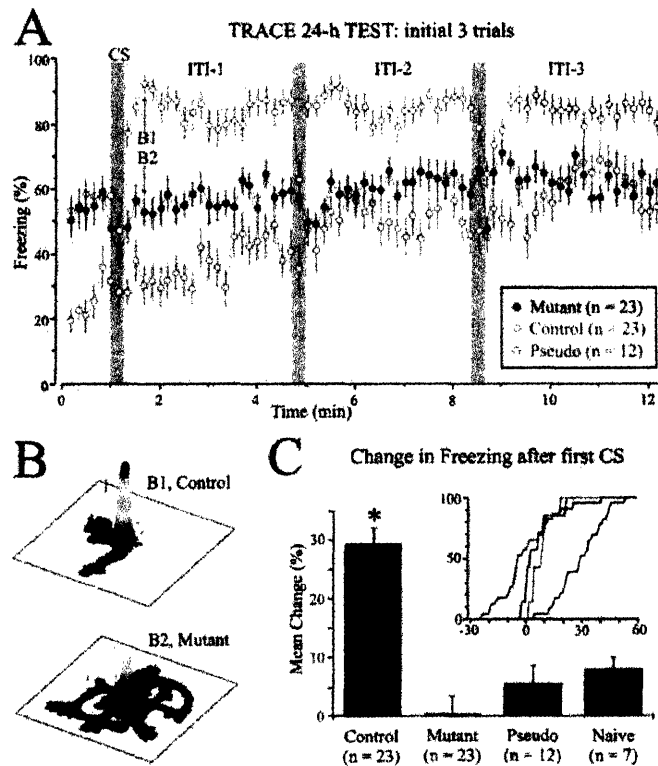 A
TRACE 24-h TEST: initial 3 trials
CS
ITI-1
ITI-2
ITI-3
100
80
60
40
20
0
Freezing (%)
B1
B2
Mutant (n = 23)
Control (n = 23)
Pseudo (n = 12)
0
2
4
6
8
10
12
Time (min)
B
B1, Control
B2, Mutant
C
Change in Freezing after first CS
Mean Change (%)
30
20
10
0
*
100
50
0
-30
0
30
60
Control
(n = 23)
Mutant
(n = 23)
Pseudo
(n = 12)
Naive
(n = 7)